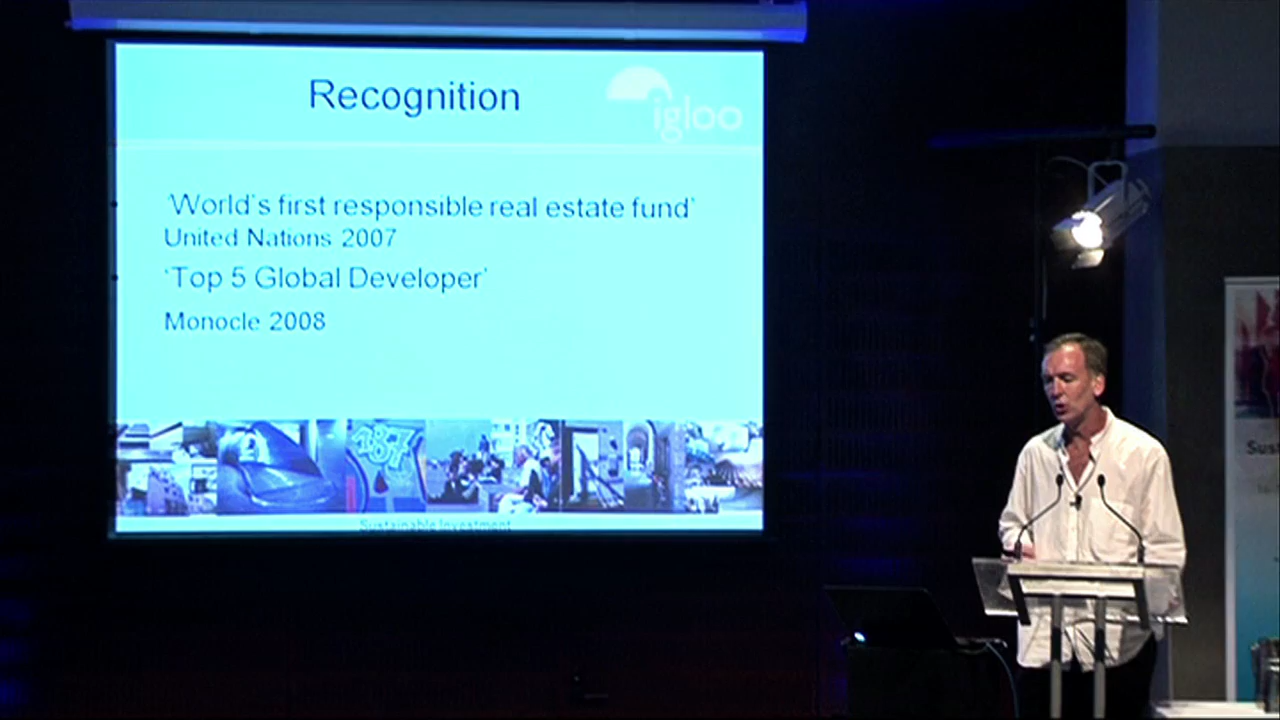 Recognition
igloo
'World's first responsible real estate fund'
United Nations 2007
'Top 5 Global Developer'
Monocle 2008
Sustainable Investment